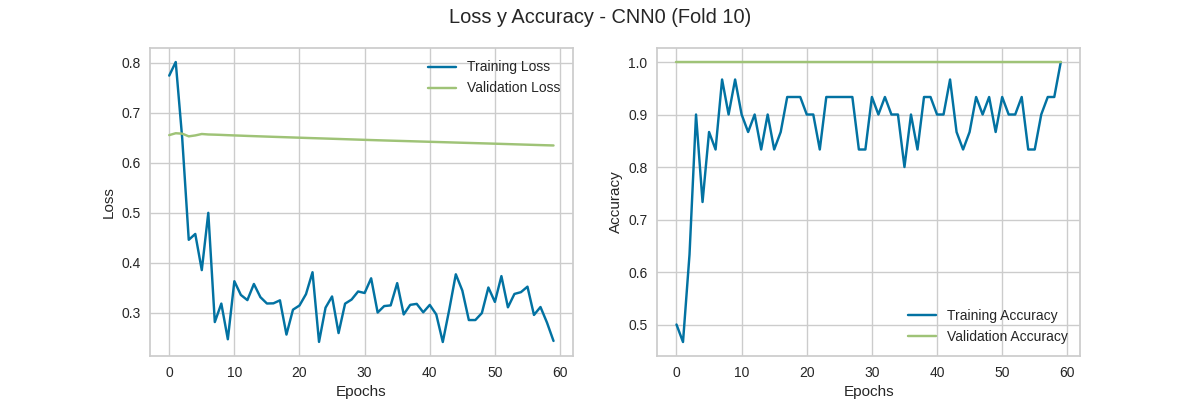 Loss y Accuracy - CNN0 (Fold 10)
0.8
0.7
0.6
0.5
0.4
0.3
Loss
0 10 20 30 40 50 60
Epochs
Training Loss
Validation Loss
1.0
0.9
0.8
0.7
0.6
0.5
Accuracy
0 10 20 30 40 50 60
Epochs
Training Accuracy
Validation Accuracy